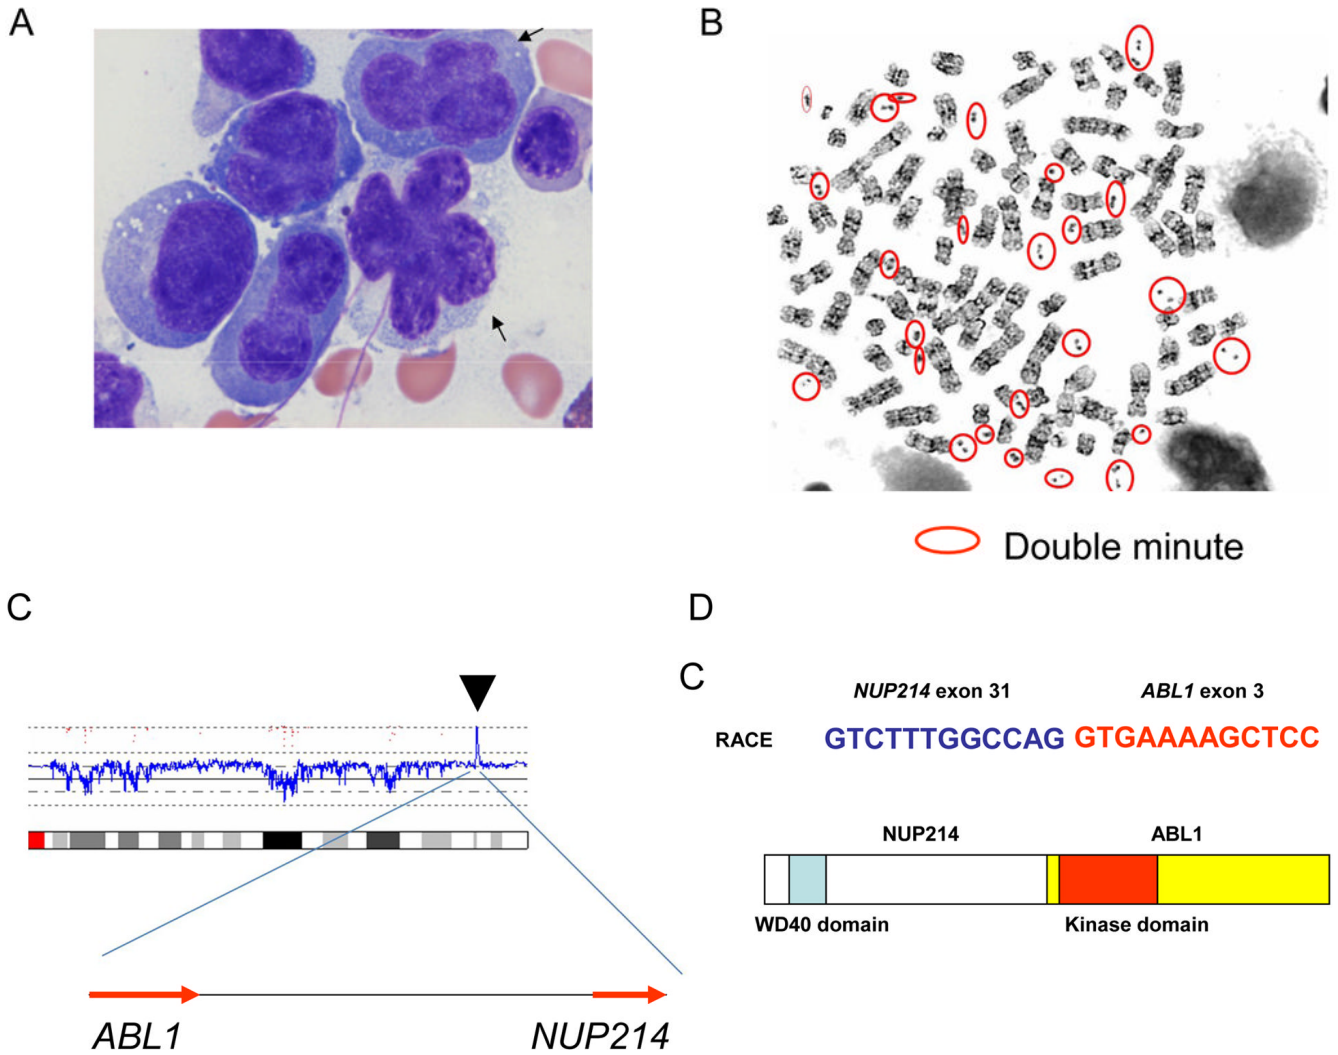 A
B
Double minute
C
D
C
NUP214 exon 31 ABL1 exon 3
RACE GTCTTTGGCCAG GTGAAAAGCTCC
NUP214 ABL1
WD40 domain Kinase domain
ABL1 NUP214